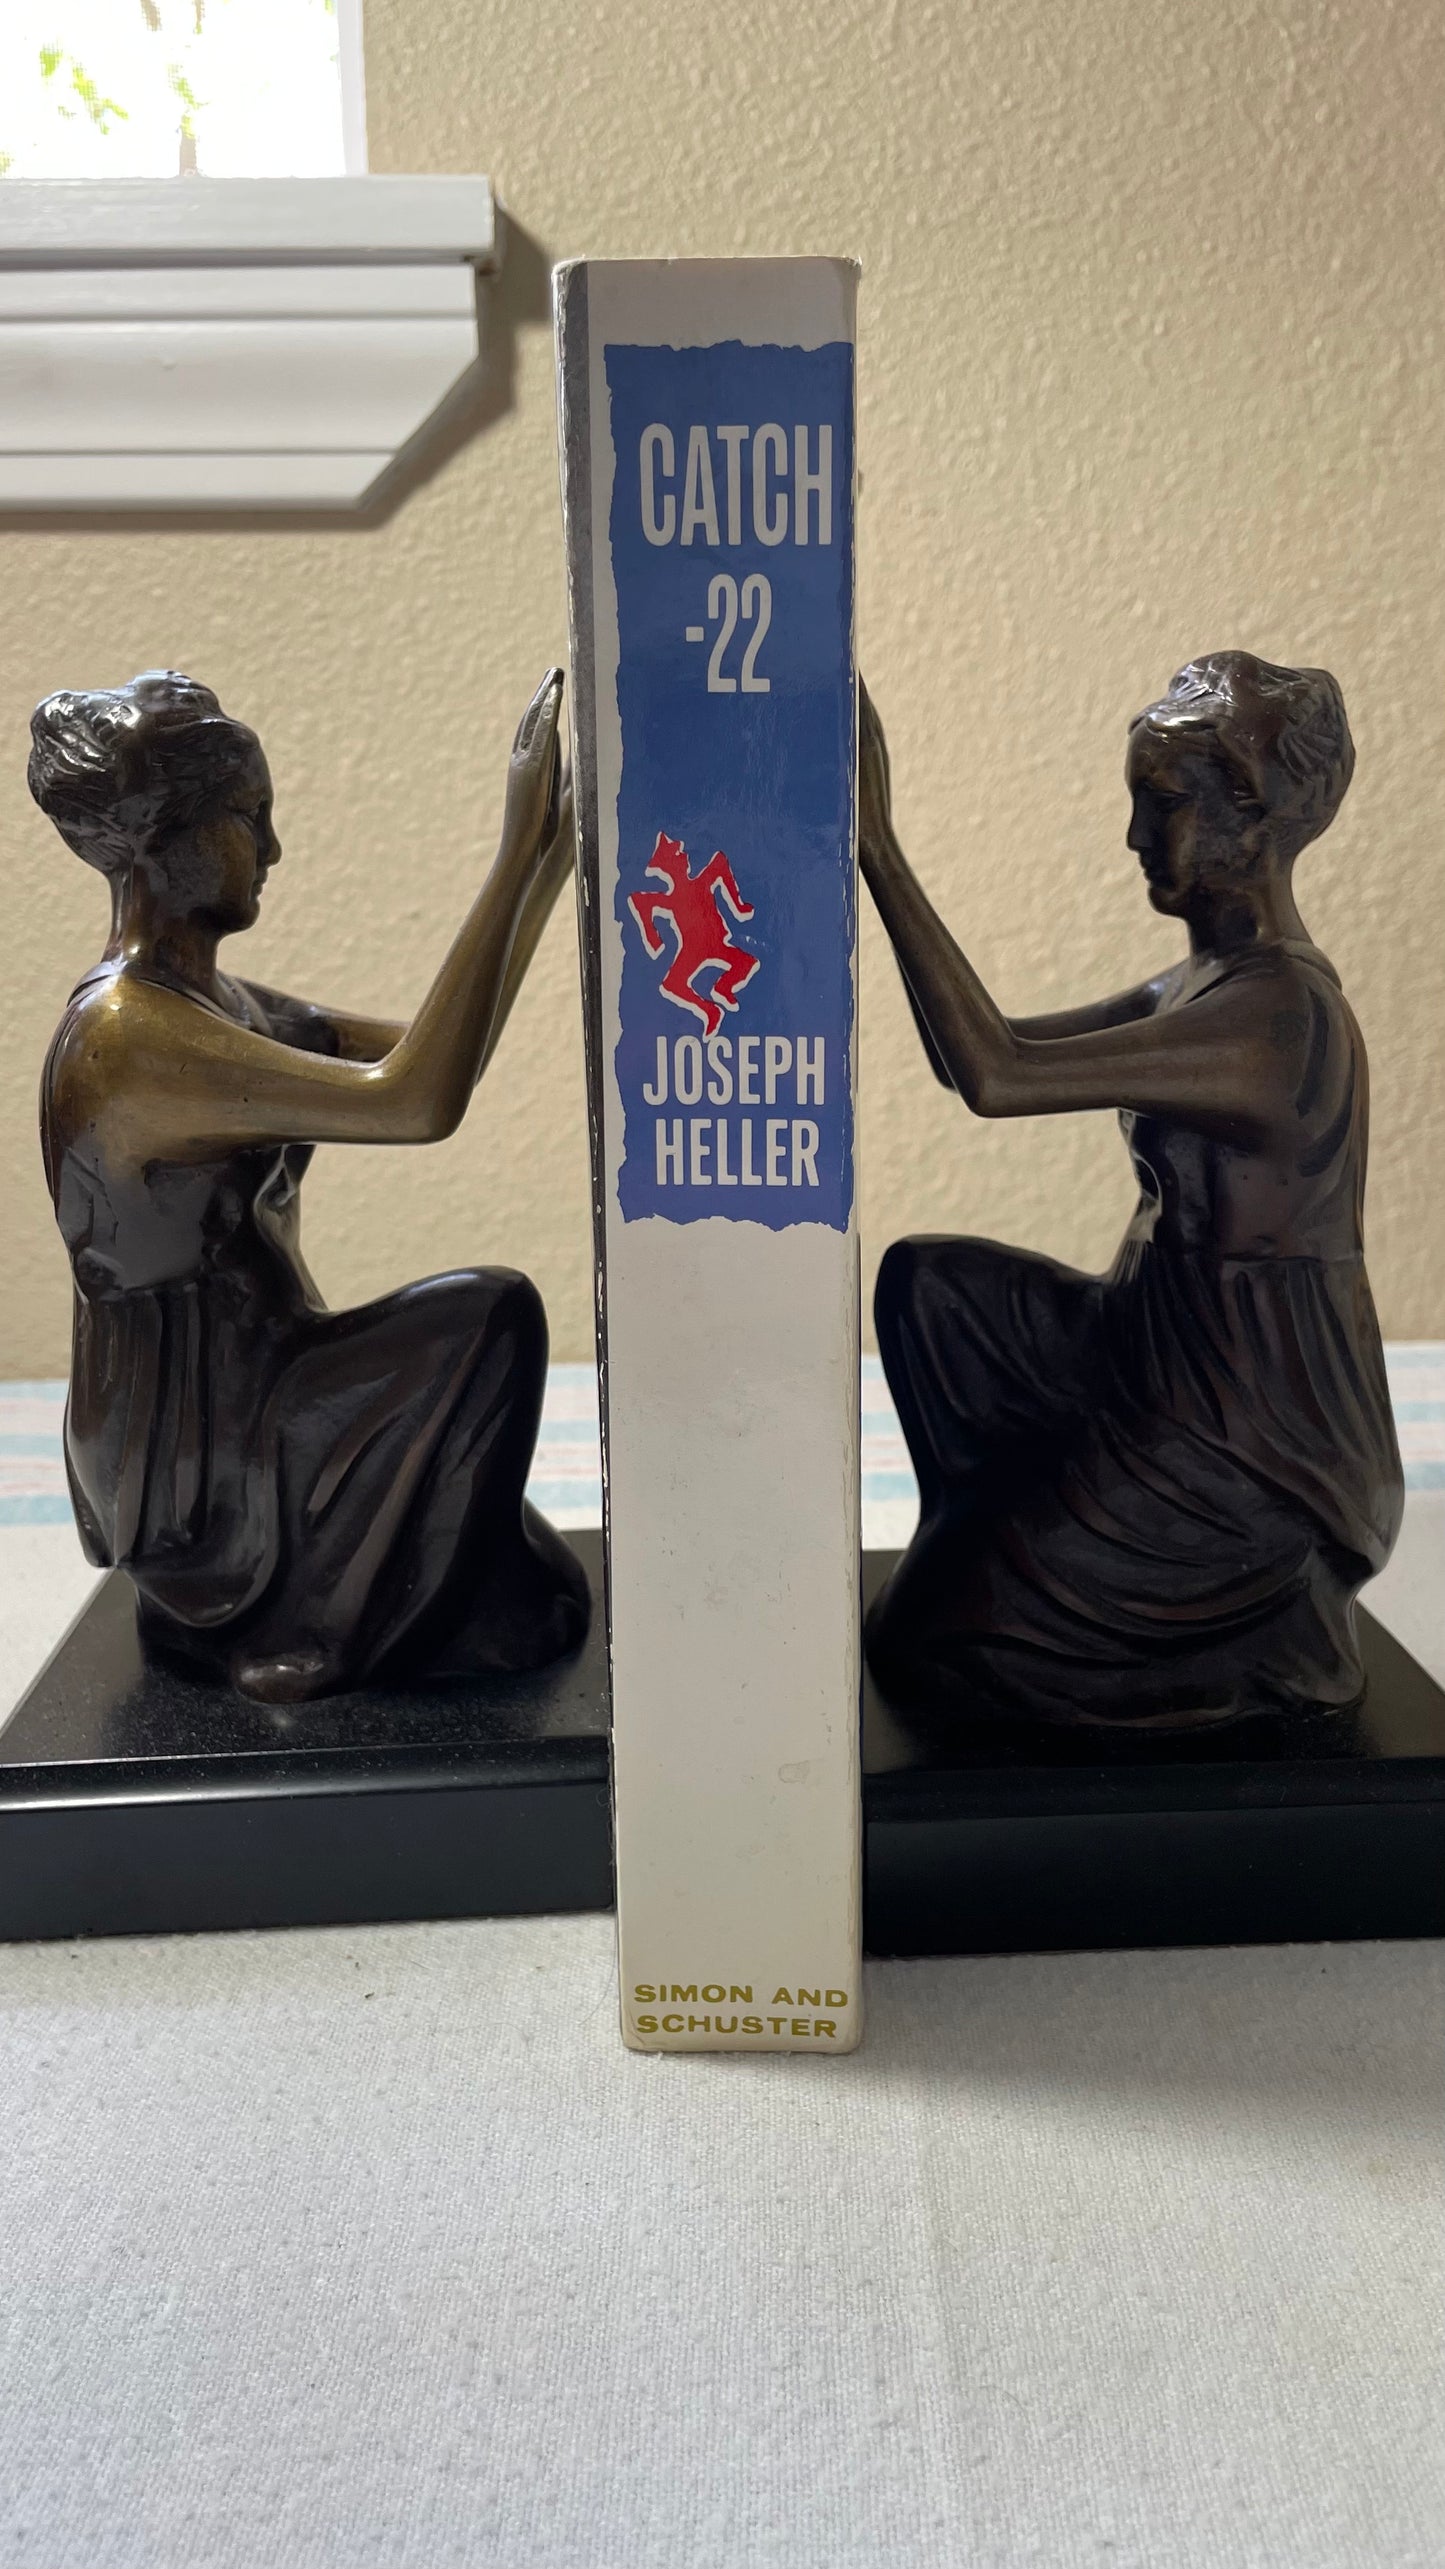 CATCH
-22
JOSEPH
HELLER
SIMON AND
SCHUSTER